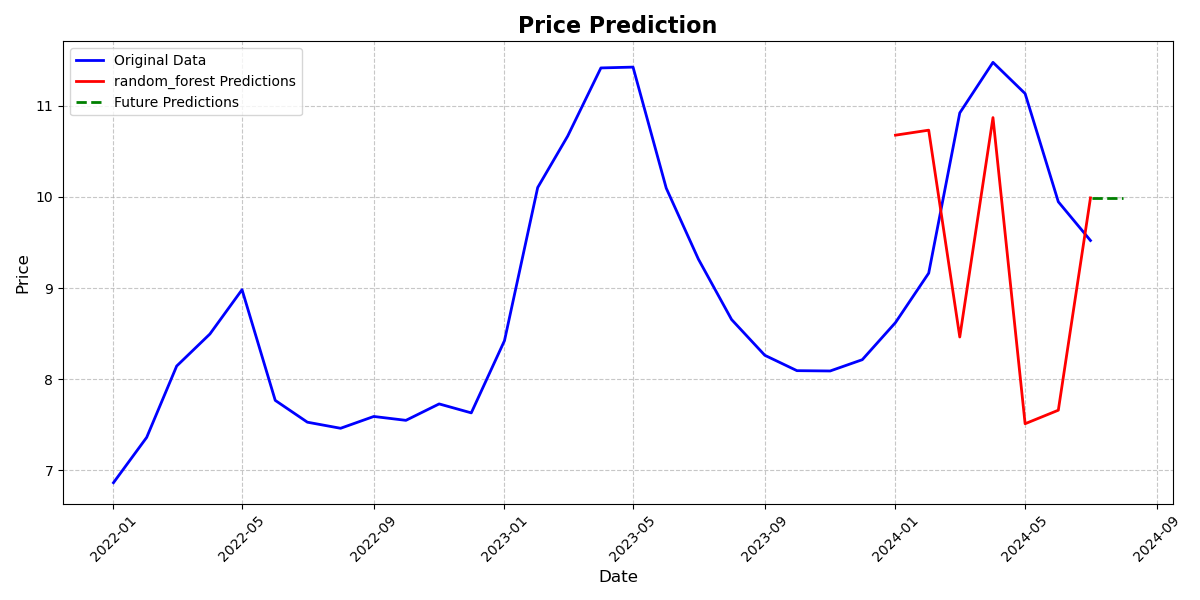 Price Prediction
Original Data
random_forest Predictions
Future Predictions
Price
11
10
9
8
7
2022-01
2022-05
2022-09
2023-01
2023-05
2023-09
2024-01
2024-05
2024-09
Date